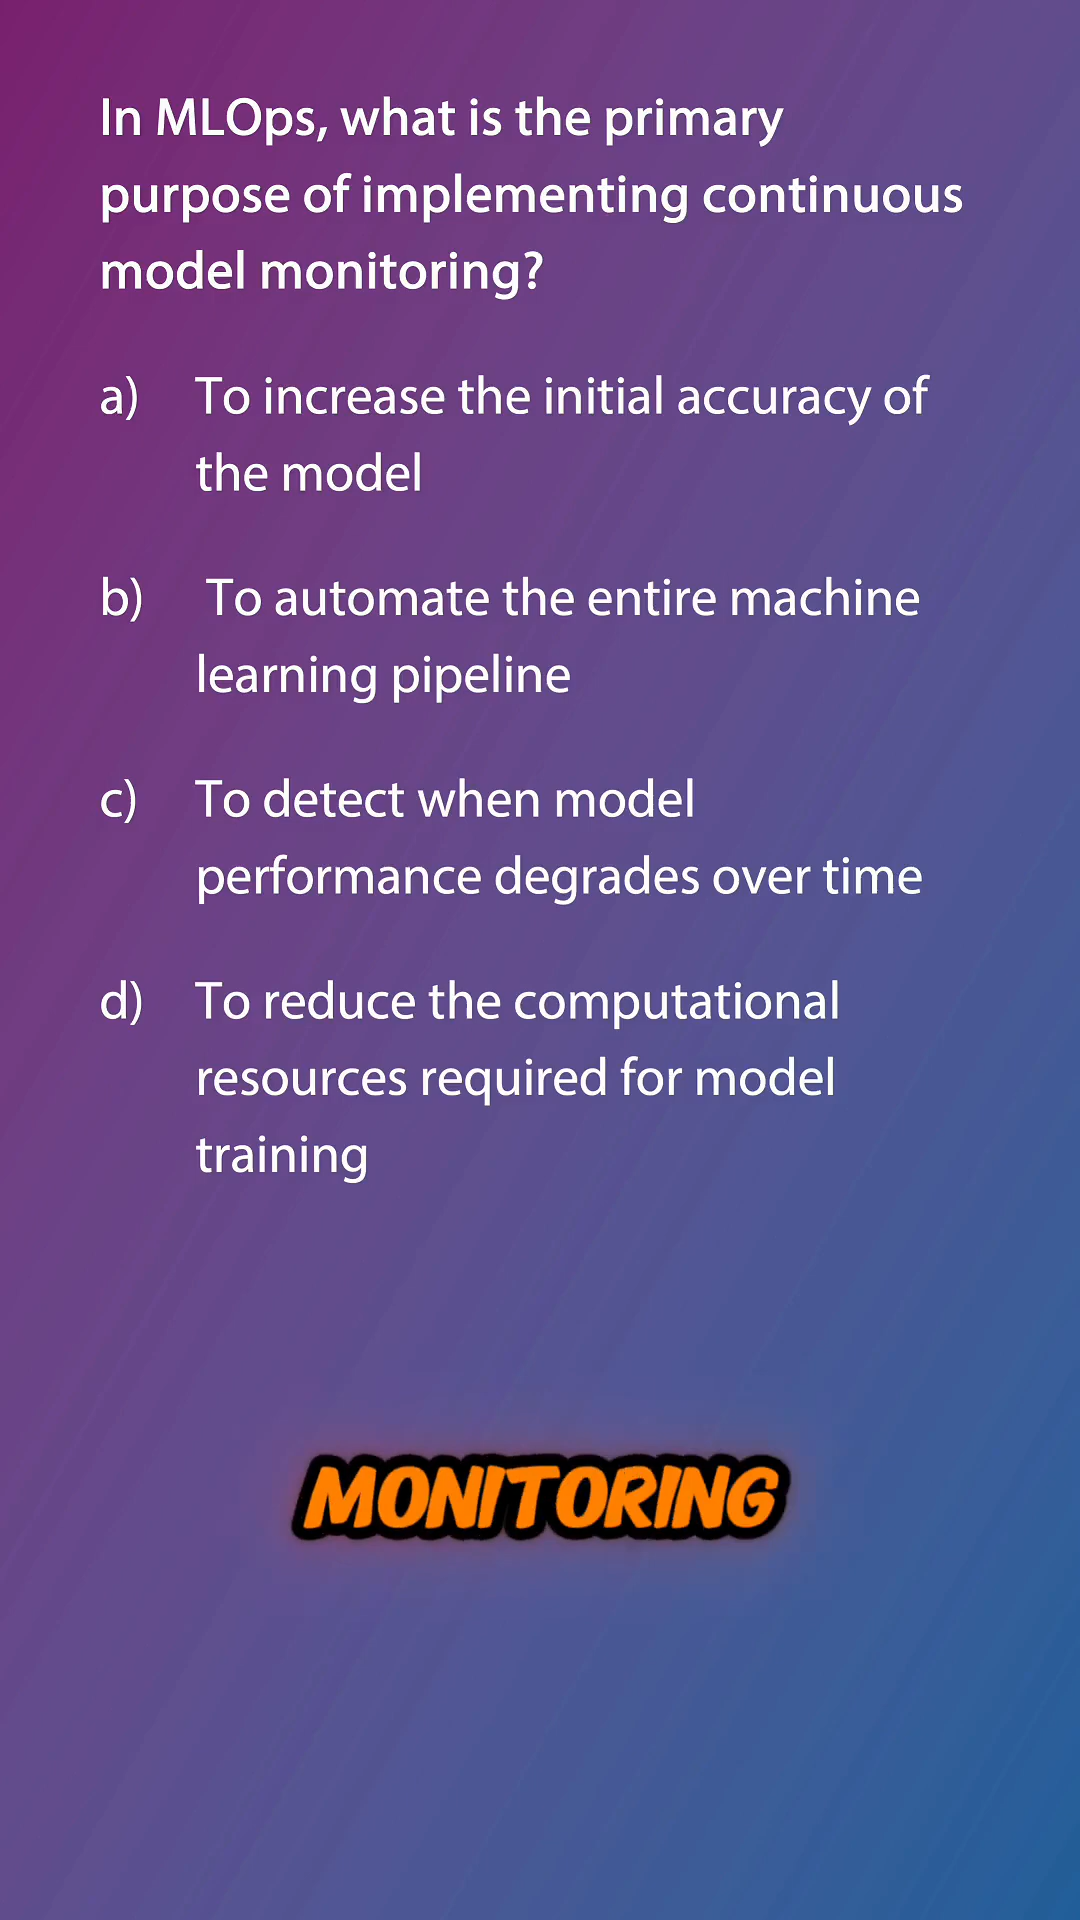 In MLOps, what is the primary
purpose of implementing continuous
model monitoring?
a) To increase the initial accuracy of
the model
b) To automate the entire machine
learning pipeline
c) To detect when model
performance degrades over time
d) To reduce the computational
resources required for model
training
MONITORING